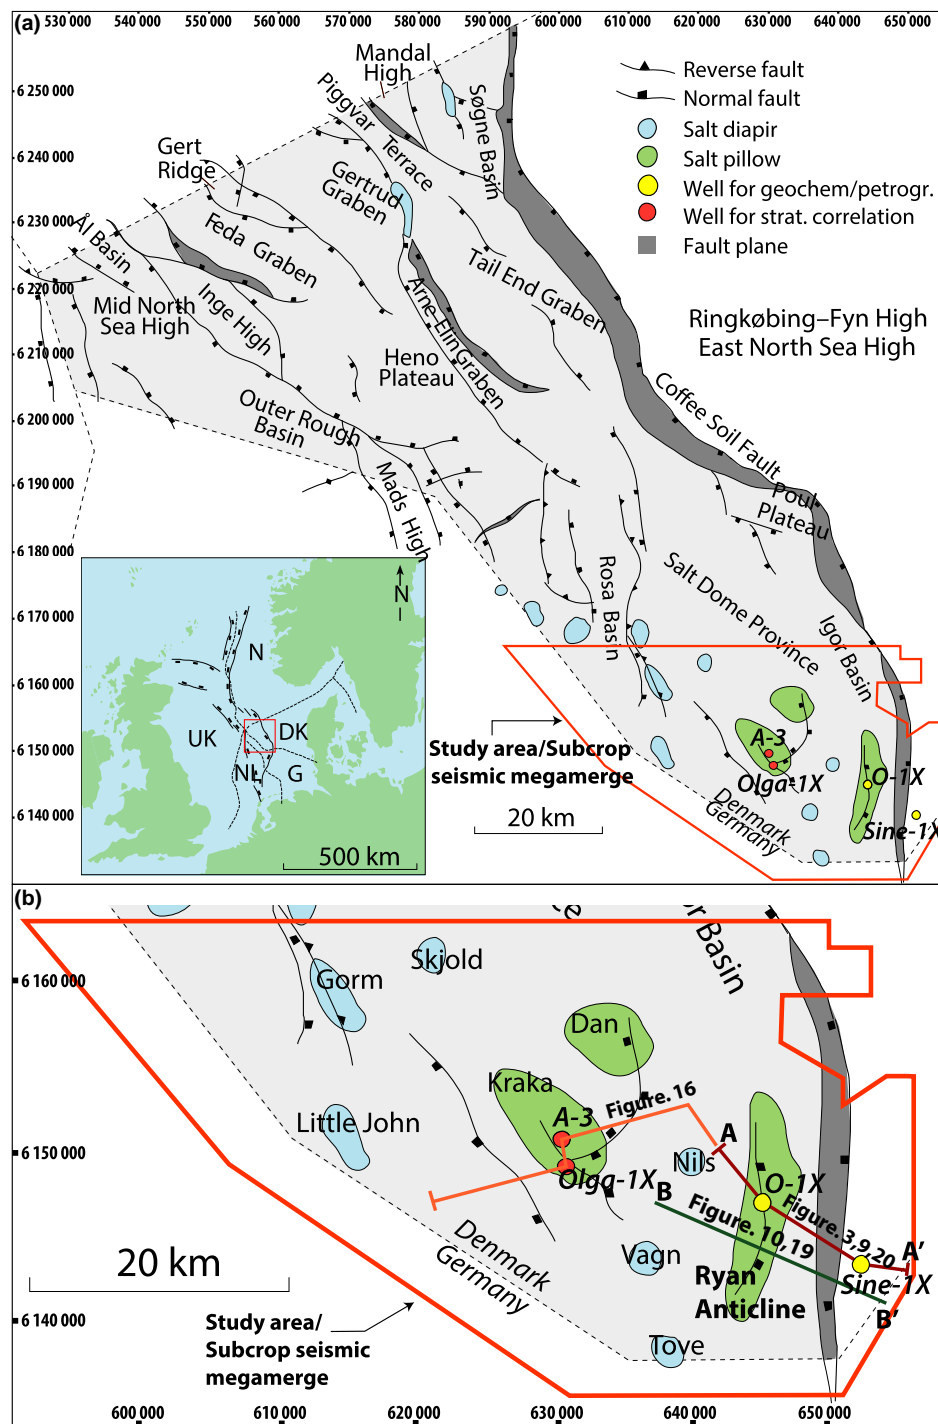 (a)
530 000
540 000
550 000
560 000
570 000
580 000
590 000
600 000
610 000
620 000
630 000
640 000
650 000
6 250 000
6 240 000
6 230 000
6 220 000
6 210 000
6 200 000
6 190 000
6 180 000
6 170 000
6 160 000
6 150 000
6 140 000
Reverse fault
Normal fault
Salt diapir
Salt pillow
Well for geochem/petrogr.
Well for strat. correlation
Fault plane
Mandal
High
Piggvar
Terrace
Søgne Basin
Gert
Ridge
Gertrud
Graben
Ål Basin
Feda Graben
Tail End Graben
Mid North
Sea High
Inge High
Arne–Elin Graben
Heno
Plateau
Ringkøbing–Fyn High
East North Sea High
Outer Rough
Basin
Coffee Soil Fault
Mads High
Poul
Plateau
Rosa Basin
Salt Dome Province
Igor Basin
N
N
UK
DK
NL
G
500 km
Study area/Subcrop
seismic megamerge
20 km
A-3
Olga-1X
O-1X
Sine-1X
Denmark
Germany
(b)
6 160 000
6 150 000
6 140 000
600 000
610 000
620 000
630 000
640 000
650 000
ce
or Basin
Skjold
Gorm
Dan
Kraka
Little John
A-3
Figure. 16
Olga-1X
Nils
A
O-1X
B
Figure. 3,9,20
Figure. 10,19
A’
Sine-1X
B’
Vagn
Ryan
Anticline
Tove
Denmark
Germany
20 km
Study area/
Subcrop seismic
megamerge